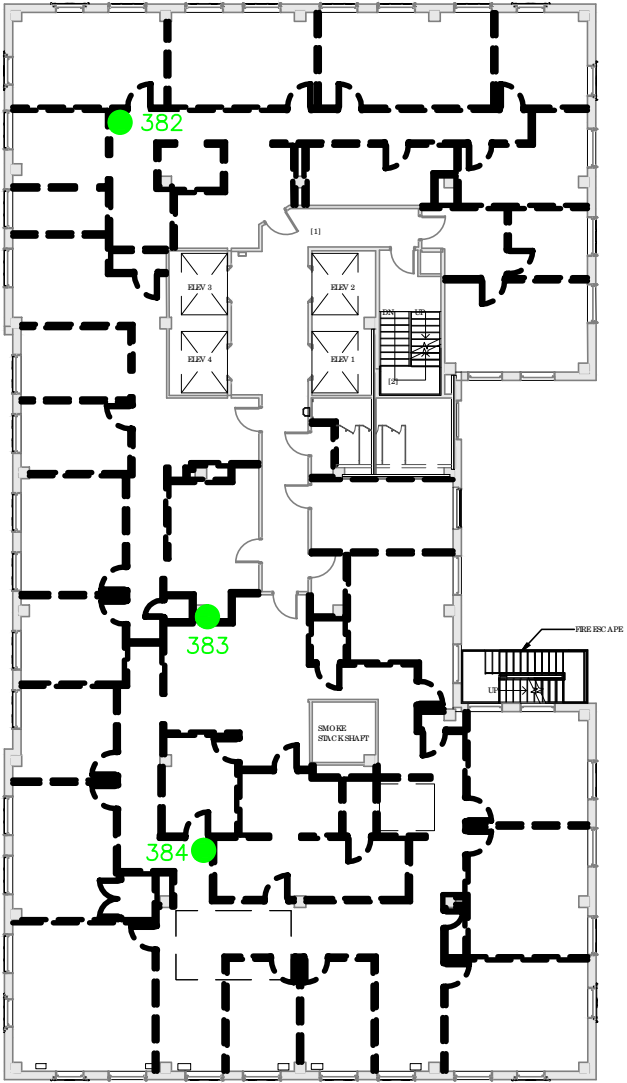 382
[1]
ELEV 3
ELEV 2
DN
UP
ELEV 4
ELEV 1
[2]
FIRE ESCAPE
383
UP
SMOKE
STACK SHAFT
384